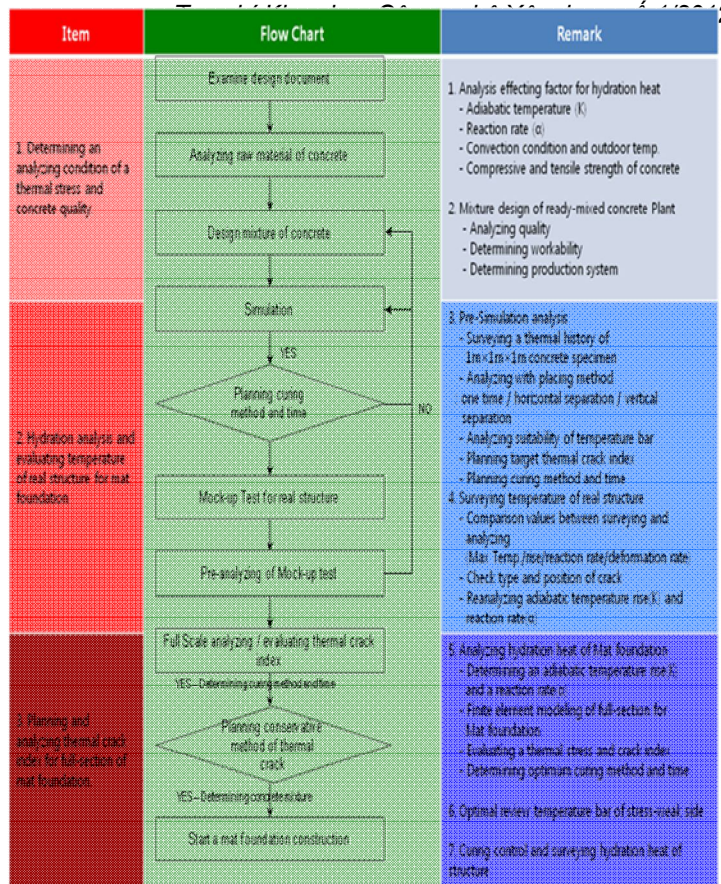 Item
Flow Chart
Remark
1. Determining an
analyzing condition of a
thermal stress and
concrete quality
Examine design document
Analyzing raw material of concrete
Design mixture of concrete
Simulation
YES
Planning curing
method and time
NO
Mock-up Test for real structure
Pre-analyzing of Mock-up test
Full Scale analyzing / evaluating thermal crack
index
YES-Determining curing method and time
Planning conservative
method of thermal
crack
YES-Determining concrete mixture
Start a mat foundation construction
1. Analysis effecting factor for hydration heat
- Adiabatic temperature (K)
- Reaction rate (α)
- Convection condition and outdoor temp.
- Compressive and tensile strength of concrete
2. Mixture design of ready-mixed concrete Plant
- Analyzing quality
- Determining workability
- Determining production system
2. Hydration analysis and
evaluating temperature
of real structure for mat
foundation
3. Pre-Simulation analysis
- Surveying a thermal history of
1m×1m×1m concrete specimen
- Analyzing with placing method
one time / horizontal separation / vertical
separation
- Analyzing suitability of temperature bar
- Planning target thermal crack index
- Planning curing method and time
4. Surveying temperature of real structure
- Comparison values between surveying and
analyzing
Max Temp./rise/reaction rate/deformation rate
- Check type and position of crack
- Reanalyzing adiabatic temperature rise(K) and
reaction rate(α)
3. Planning and
analyzing thermal crack
index for full-section of
mat foundation.
5. Analyzing hydration heat of Mat foundation
- Determining an adiabatic temperature rise(K)
and a reaction rate(α)
- Finite element modeling of full-section for
Mat foundation
- Evaluating a thermal stress and crack index
- Determining optimum curing method and time
6. Optimal review temperature bar of stress-weak side
7. Curing control and surveying hydration heat of
structure